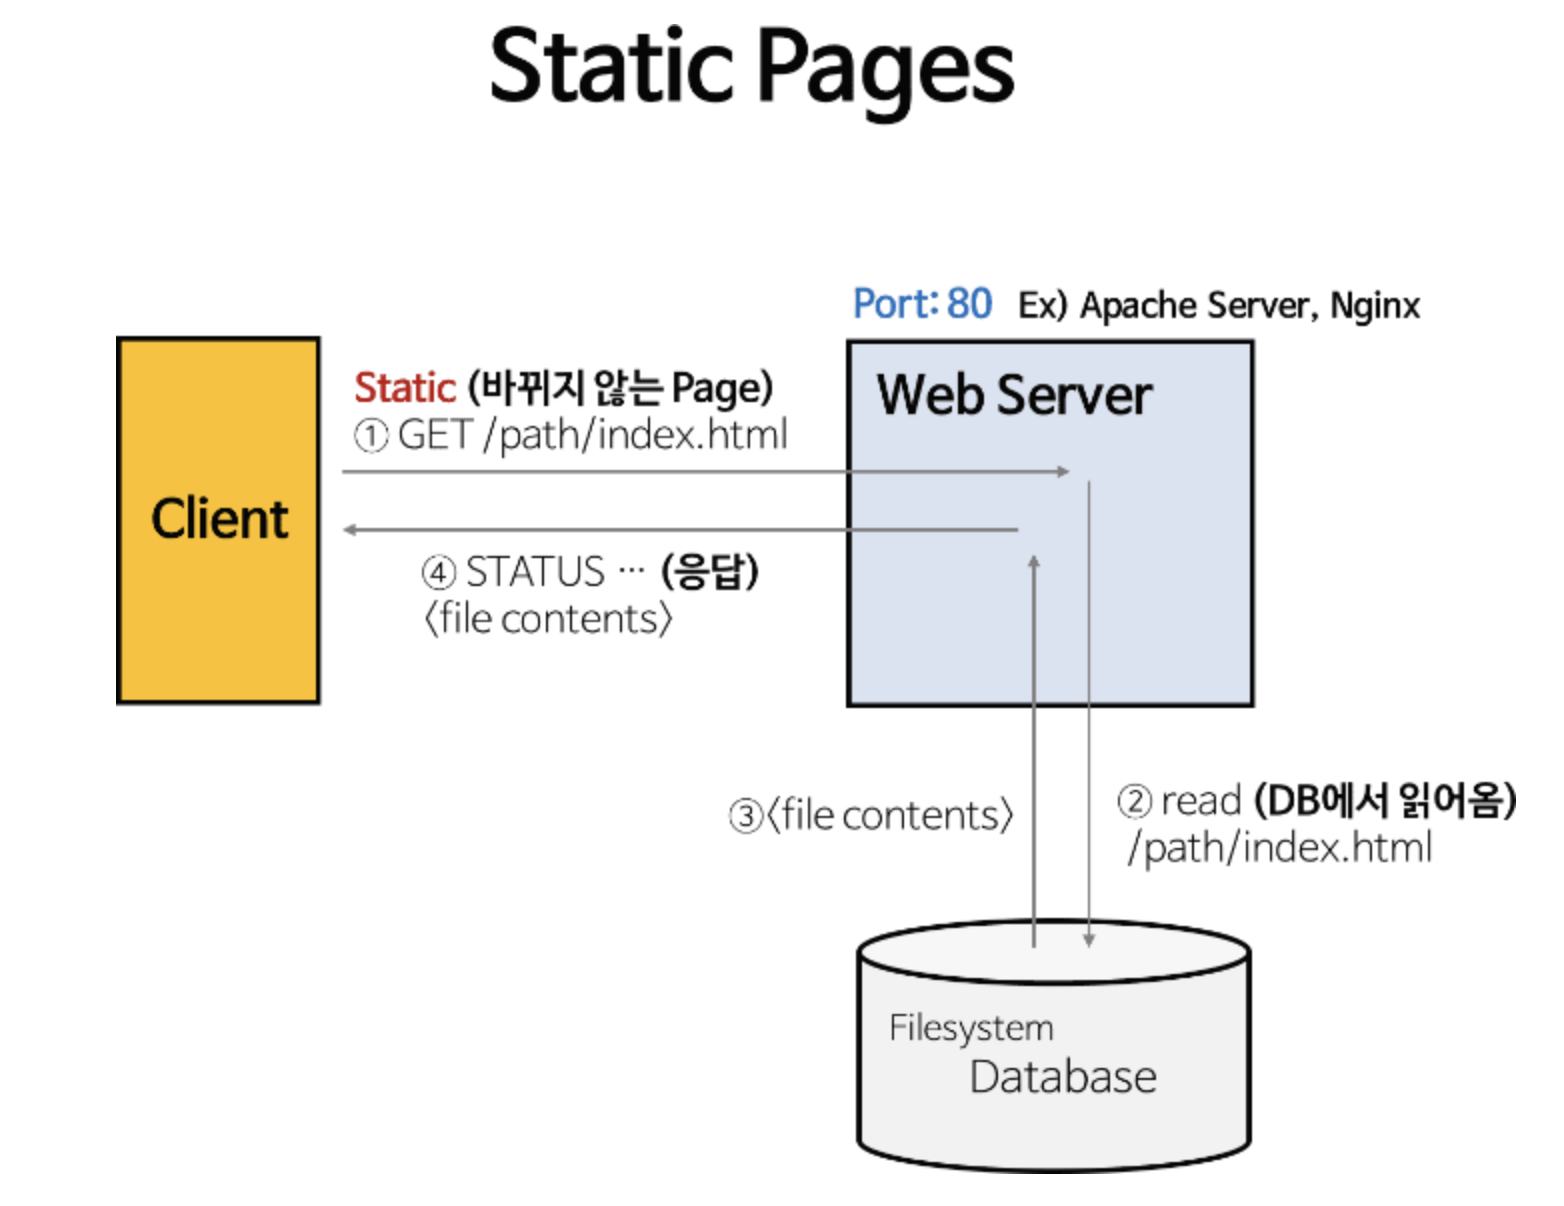 Static Pages
Port: 80 Ex) Apache Server, Nginx
Static (바뀌지 않는 Page)
① GET /path/index.html
Web Server
Client
④ STATUS ··· (응답)
〈file contents〉
③〈file contents〉
② read (DB에서 읽어옴)
/path/index.html
Filesystem
Database